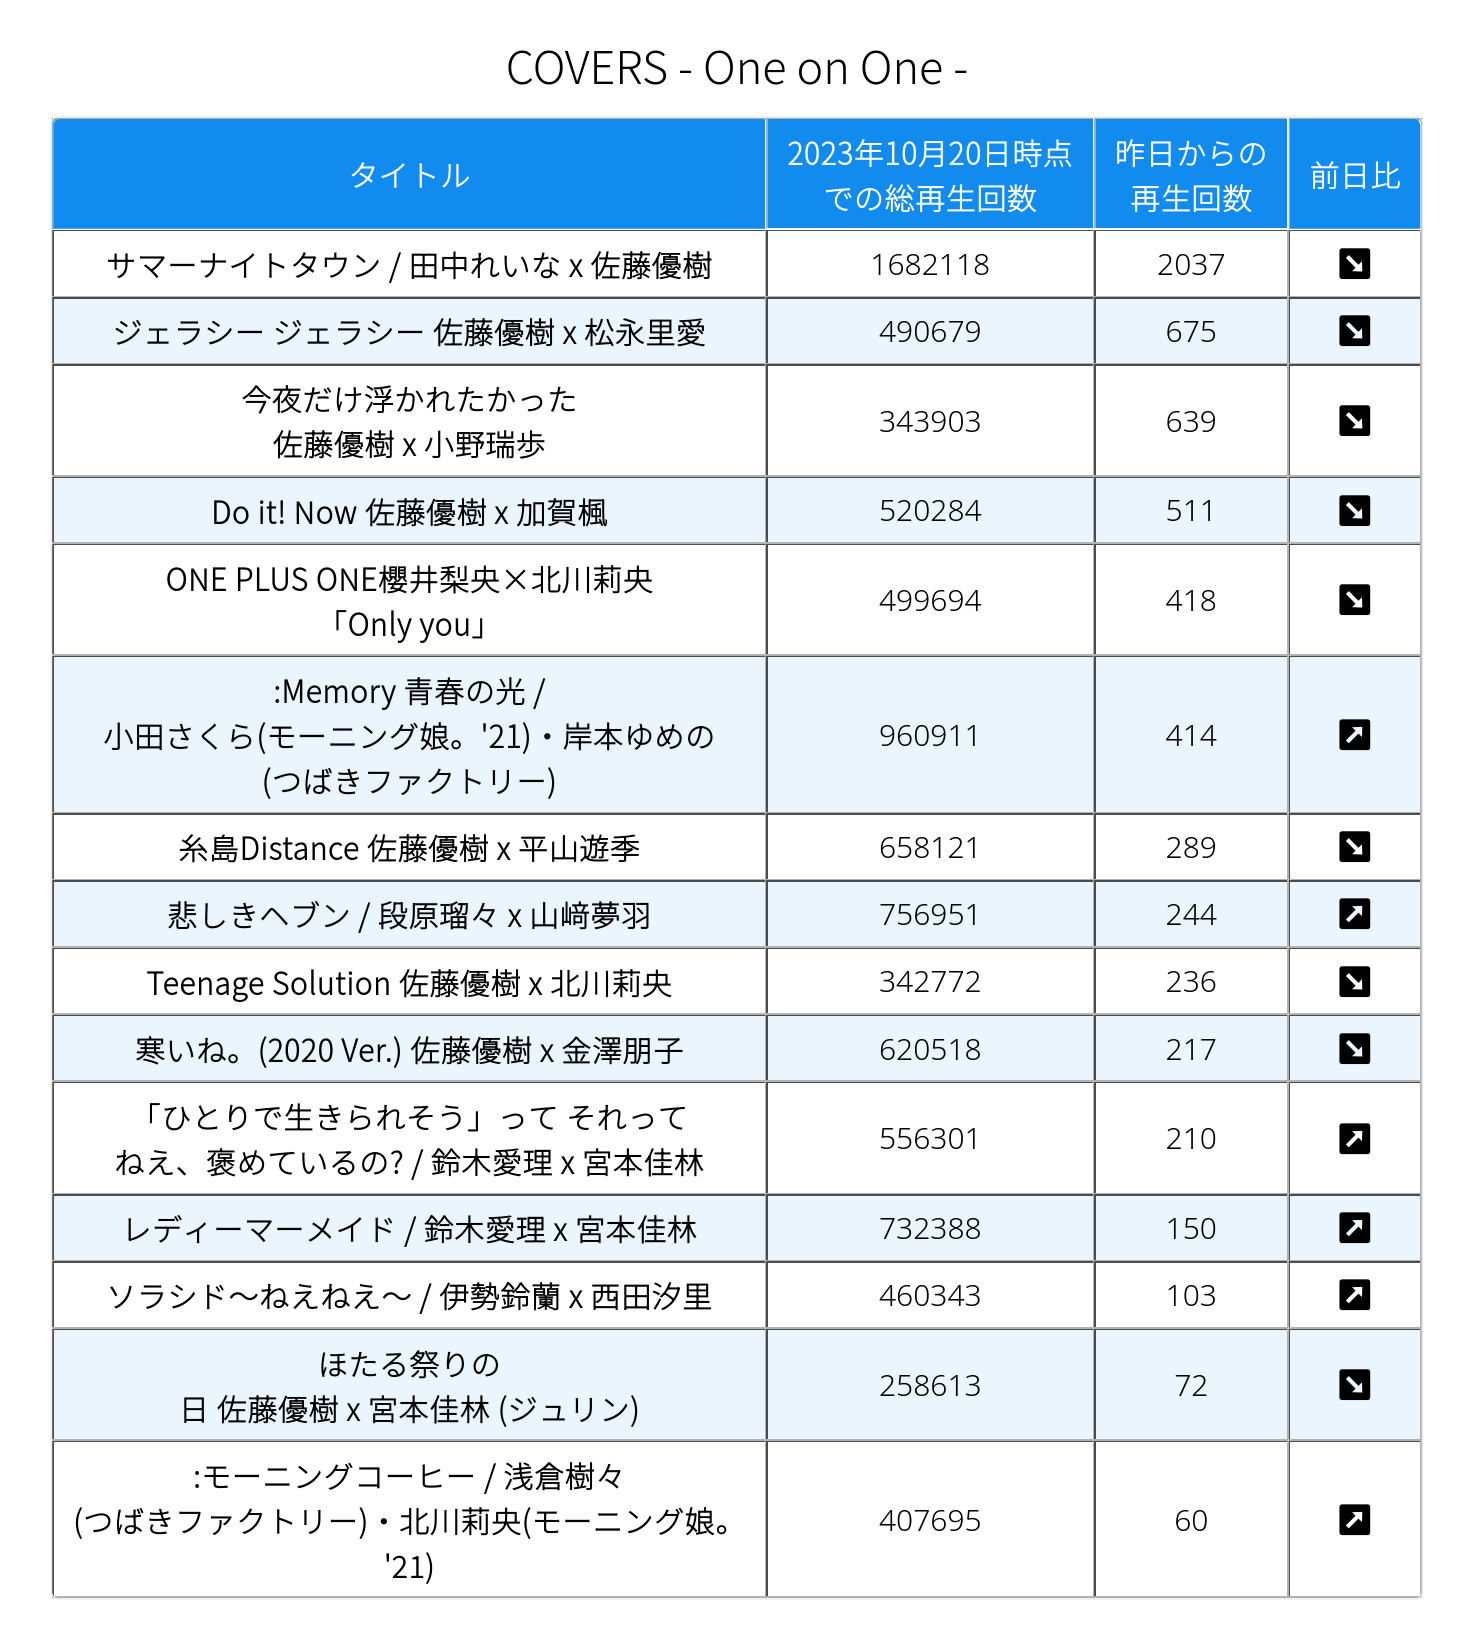 COVERS - One on One -
タイトル
2023年10月20日時点
での総再生回数
昨日からの
再生回数
前日比
サマーナイトタウン / 田中れいな x 佐藤優樹
1682118
2037
ジェラシー ジェラシー 佐藤優樹 x 松永里愛
490679
675
今夜だけ浮かれたかった
佐藤優樹 x 小野瑞歩
343903
639
Do it! Now 佐藤優樹 x 加賀楓
520284
511
ONE PLUS ONE櫻井梨央×北川莉央
「Only you」
499694
418
:Memory 青春の光 /
小田さくら(モーニング娘。'21)・岸本ゆめの
(つばきファクトリー)
960911
414
糸島Distance 佐藤優樹 x 平山遊季
658121
289
悲しきヘブン / 段原瑠々 x 山﨑夢羽
756951
244
Teenage Solution 佐藤優樹 x 北川莉央
342772
236
寒いね。(2020 Ver.) 佐藤優樹 x 金澤朋子
620518
217
「ひとりで生きられそう」って それって
ねえ、褒めているの? / 鈴木愛理 x 宮本佳林
556301
210
レディーマーメイド / 鈴木愛理 x 宮本佳林
732388
150
ソラシド〜ねえねえ〜 / 伊勢鈴蘭 x 西田汐里
460343
103
ほたる祭りの
日 佐藤優樹 x 宮本佳林 (ジュリン)
258613
72
:モーニングコーヒー / 浅倉樹々
(つばきファクトリー)・北川莉央(モーニング娘。
'21)
407695
60